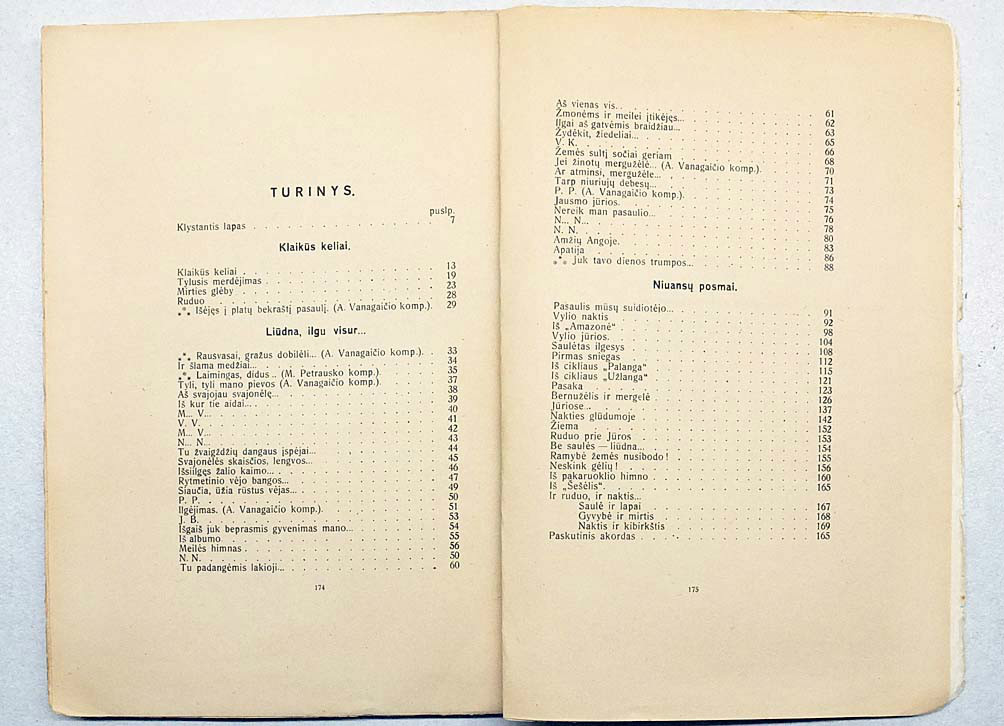 TURINYS.
puslp.
Klystantis lapas . . . . . . . . . . . . 7
Klaikūs keliai.
Klaikūs keliai . . . . . . . . . . . . 13
Tylusis merdėjimas . . . . . . . . . . . . 19
Mirties glėby . . . . . . . . . . . . 23
Ruduo . . . . . . . . . . . . 28
*** Išėjęs į platų bekraštį pasaulį. (A. Vanagaičio komp.). 29
Liūdna, ilgu visur...
*** Rausvasai, gražus dobilėli... (A. Vanagaičio komp.). . 33
Ir šlama medžiai... . . . . . . . . . . 34
*** Laimingas, didus... (M. Petrausko komp.) . . . . 35
Tyli, tyli mano pievos (A. Vanagaičio komp.) . . . . 37
Aš svajojau svajonėlę... . . . . . . . . . 38
Iš kur tie aidai... . . . . . . . . . . 39
M... V... . . . . . . . . . . . 40
V. V. . . . . . . . . . . . 41
M... V... . . . . . . . . . . . 42
N... N... . . . . . . . . . . . 43
Tu žvaigždžių dangaus įspėjai... . . . . . . . 44
Svajonėlės skaisčios, lengvos... . . . . . . . 45
Išsiilgęs žalio kaimo... . . . . . . . . 46
Rytmetinio vėjo bangos... . . . . . . . . 47
Siaučia, ūžia rūstus vėjas... . . . . . . . 49
P. P. . . . . . . . . . . . 50
Ilgėjimas. (A. Vanagaičio komp.). . . . . . . 51
J. B. . . . . . . . . . . . 53
Išgaiš juk beprasmis gyvenimas mano... . . . . . 54
Iš albumo . . . . . . . . . . . 55
Meilės himnas . . . . . . . . . . . 56
N. N. . . . . . . . . . . . 50
Tu padangėmis lakioji... . . . . . . . . 60
174
Aš vienas vis... . . . . . . . . . . 61
Žmonėms ir meilei įtikėjęs... . . . . . . . 62
Ilgai aš gatvėmis braidžiau... . . . . . . . 63
Žydėkit, žiedeliai... . . . . . . . . . 65
V. K. . . . . . . . . . . . 66
Žemės sultį sočiai geriam . . . . . . . . 68
Jei žinotų mergužėlė... (A. Vanagaičio komp.). . . . 70
Ar atminsi, mergužėle... . . . . . . . . 71
Tarp niuriųjų debesų... . . . . . . . . 73
P. P. (A. Vanagaičio komp.) . . . . . . . 74
Jausmo jūrios. . . . . . . . . . . 75
Nereik man pasaulio... . . . . . . . . 76
N... N... . . . . . . . . . . . 78
N. N. . . . . . . . . . . . 80
Amžių Angoje. . . . . . . . . . . 83
Apatija . . . . . . . . . . . 86
*** Juk tavo dienos trumpos... . . . . . . . 88
Niuansų posmai.
Pasaulis mūsų suidiotėjo... . . . . . . . . 91
Vylio naktis . . . . . . . . . . . 92
Iš „Amazonė“ . . . . . . . . . . . 98
Vylio jūrios. . . . . . . . . . . 104
Saulėtas ilgesys . . . . . . . . . . 108
Pirmas sniegas . . . . . . . . . . 112
Iš cikliaus „Palanga“ . . . . . . . . . 115
Iš cikliaus „Užlanga“ . . . . . . . . . 121
Pasaka . . . . . . . . . . . 123
Bernužėlis ir mergelė . . . . . . . . . 126
Jūriose... . . . . . . . . . . . 137
Nakties glūdumoje . . . . . . . . . . 142
Žiema . . . . . . . . . . . 152
Ruduo prie Jūros . . . . . . . . . . 153
Be saulės — liūdna... . . . . . . . . . 154
Ramybė žemės nusibodo! . . . . . . . . 155
Neskink gėlių! . . . . . . . . . . 156
Iš pakaruoklio himno . . . . . . . . . 160
Iš „Šešėlis“. . . . . . . . . . . 165
Ir ruduo, ir naktis...
Saulė ir lapai . . . . . . . . . 167
Gyvybė ir mirtis . . . . . . . . . 168
Naktis ir kibirkštis . . . . . . . . 169
Paskutinis akordas . . . . . . . . . 165
175